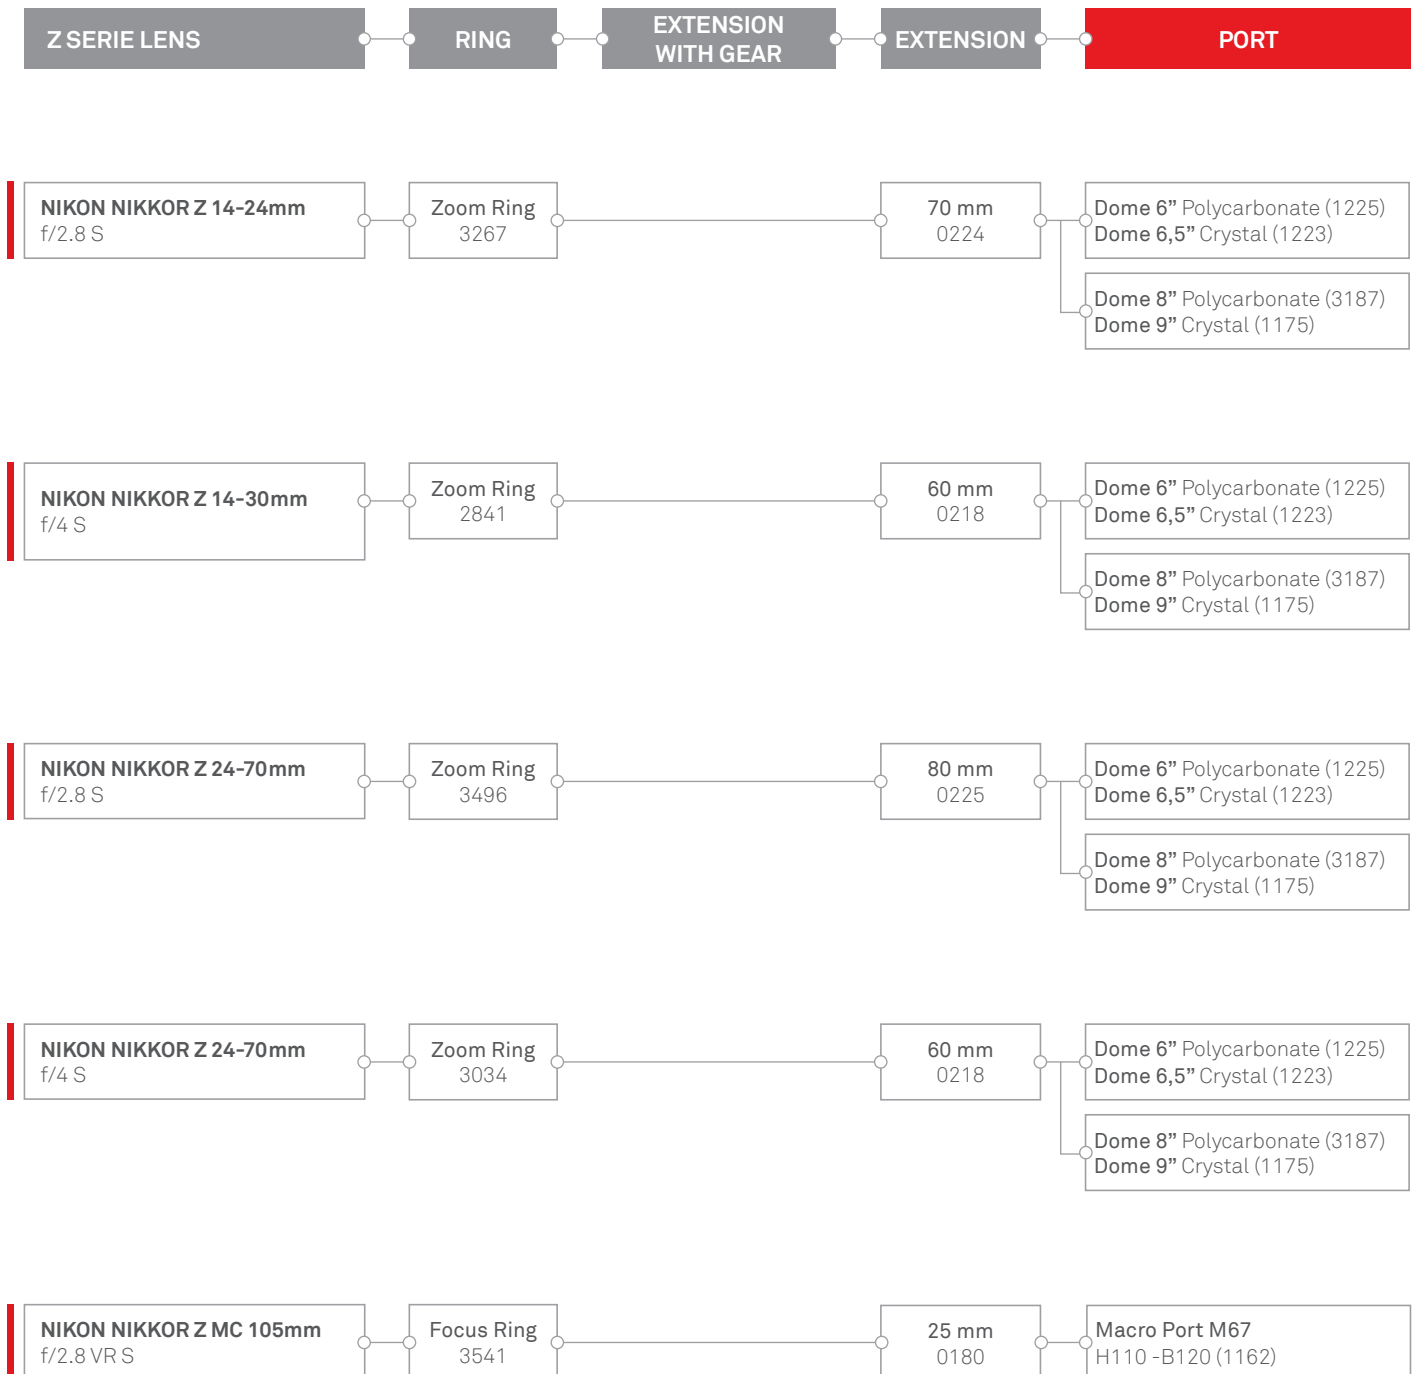 Z SERIE LENS
RING
EXTENSION
WITH GEAR
EXTENSION
PORT
NIKON NIKKOR Z 14-24mm
f/2.8 S
Zoom Ring
3267
70 mm
0224
Dome 6” Polycarbonate (1225)
Dome 6,5” Crystal (1223)
Dome 8” Polycarbonate (3187)
Dome 9” Crystal (1175)
NIKON NIKKOR Z 14-30mm
f/4 S
Zoom Ring
2841
60 mm
0218
Dome 6” Polycarbonate (1225)
Dome 6,5” Crystal (1223)
Dome 8” Polycarbonate (3187)
Dome 9” Crystal (1175)
NIKON NIKKOR Z 24-70mm
f/2.8 S
Zoom Ring
3496
80 mm
0225
Dome 6” Polycarbonate (1225)
Dome 6,5” Crystal (1223)
Dome 8” Polycarbonate (3187)
Dome 9” Crystal (1175)
NIKON NIKKOR Z 24-70mm
f/4 S
Zoom Ring
3034
60 mm
0218
Dome 6” Polycarbonate (1225)
Dome 6,5” Crystal (1223)
Dome 8” Polycarbonate (3187)
Dome 9” Crystal (1175)
NIKON NIKKOR Z MC 105mm
f/2.8 VR S
Focus Ring
3541
25 mm
0180
Macro Port M67
H110 -B120 (1162)